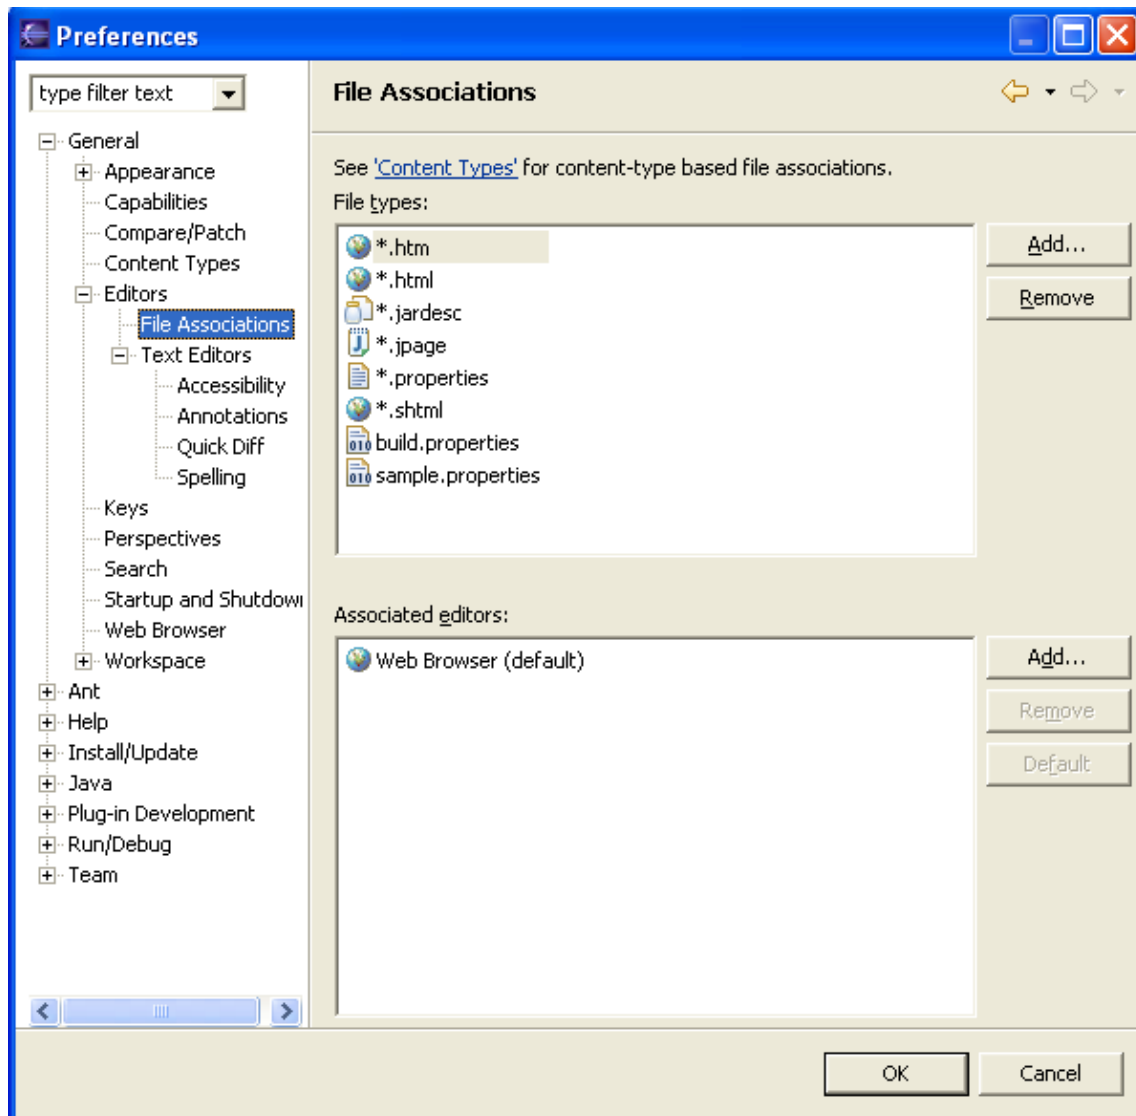 Preferences
type filter text
General
Appearance
Capabilities
Compare/Patch
Content Types
Editors
File Associations
Text Editors
Accessibility
Annotations
Quick Diff
Spelling
Keys
Perspectives
Search
Startup and Shutdown
Web Browser
Workspace
Ant
Help
Install/Update
Java
Plug-in Development
Run/Debug
Team
File Associations
See 'Content Types' for content-type based file associations.
File types:
*.htm
*.html
*.jardesc
*.jpage
*.properties
*.shtml
build.properties
sample.properties
Add...
Remove
Associated editors:
Web Browser (default)
Add...
Remove
Default
OK
Cancel